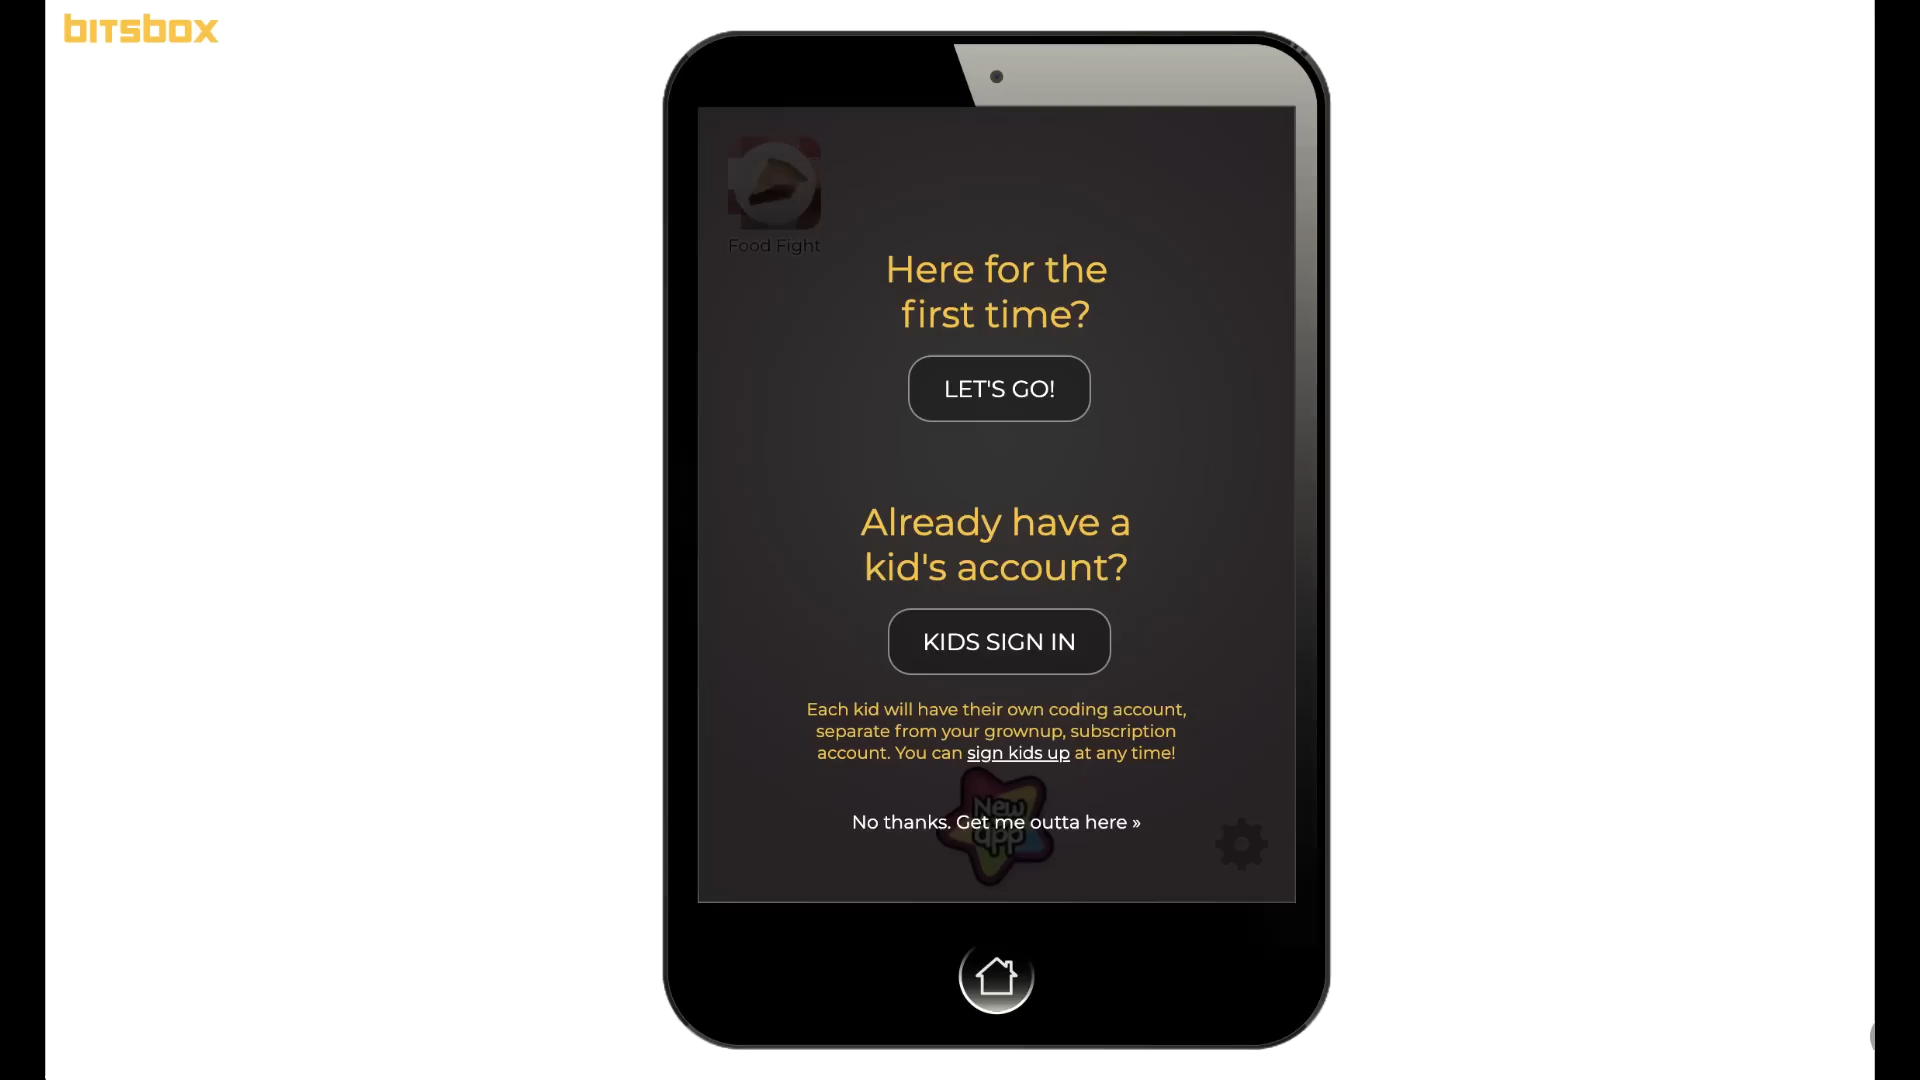 bitsbox
Food Fight
Here for the
first time?
LET'S GO!
Already have a
kid's account?
KIDS SIGN IN
Each kid will have their own coding account,
separate from your grownup, subscription
account. You can sign kids up at any time!
New
app
No thanks. Get me outta here »